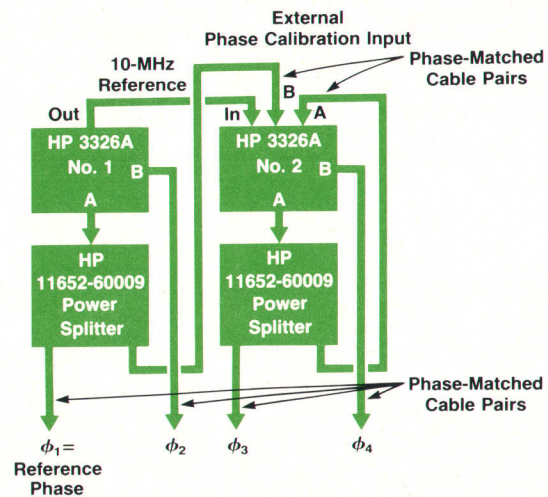 External
Phase Calibration Input
10-MHz
Reference
Phase-Matched
Cable Pairs
B
Out
In
A
HP 3326A
No. 1
B
A
HP 3326A
No. 2
B
A
HP
11652-60009
Power
Splitter
HP
11652-60009
Power
Splitter
Phase-Matched
Cable Pairs
ϕ₁=
Reference
Phase
ϕ₂
ϕ₃
ϕ₄